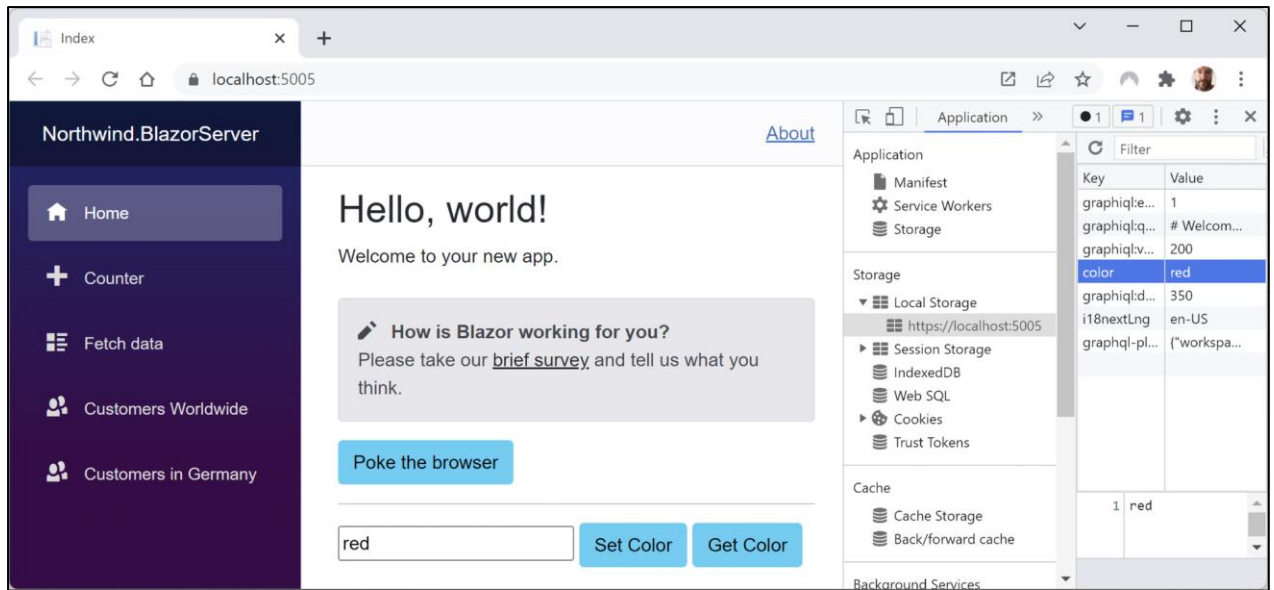 Index
localhost:5005
Northwind.BlazorServer
Home
Counter
Fetch data
Customers Worldwide
Customers in Germany
About
Hello, world!
Welcome to your new app.
How is Blazor working for you?
Please take our brief survey and tell us what you
think.
Poke the browser
red
Set Color
Get Color
Application
1
1
Application
Manifest
Service Workers
Storage
Storage
Local Storage
https://localhost:5005
Session Storage
IndexedDB
Web SQL
Cookies
Trust Tokens
Cache
Cache Storage
Back/forward cache
Background Services
Filter
Key Value
graphiql:e... 1
graphiql:q... # Welcom...
graphiql:v... 200
color red
graphiql:d... 350
i18nextLng en-US
graphql-pl... {"workspa...
1 red